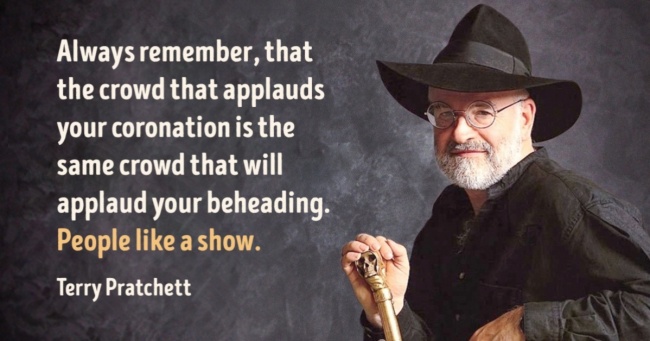 Always remember, that
the crowd that applauds
your coronation is the
same crowd that will
applaud your beheading.
People like a show.
Terry Pratchett